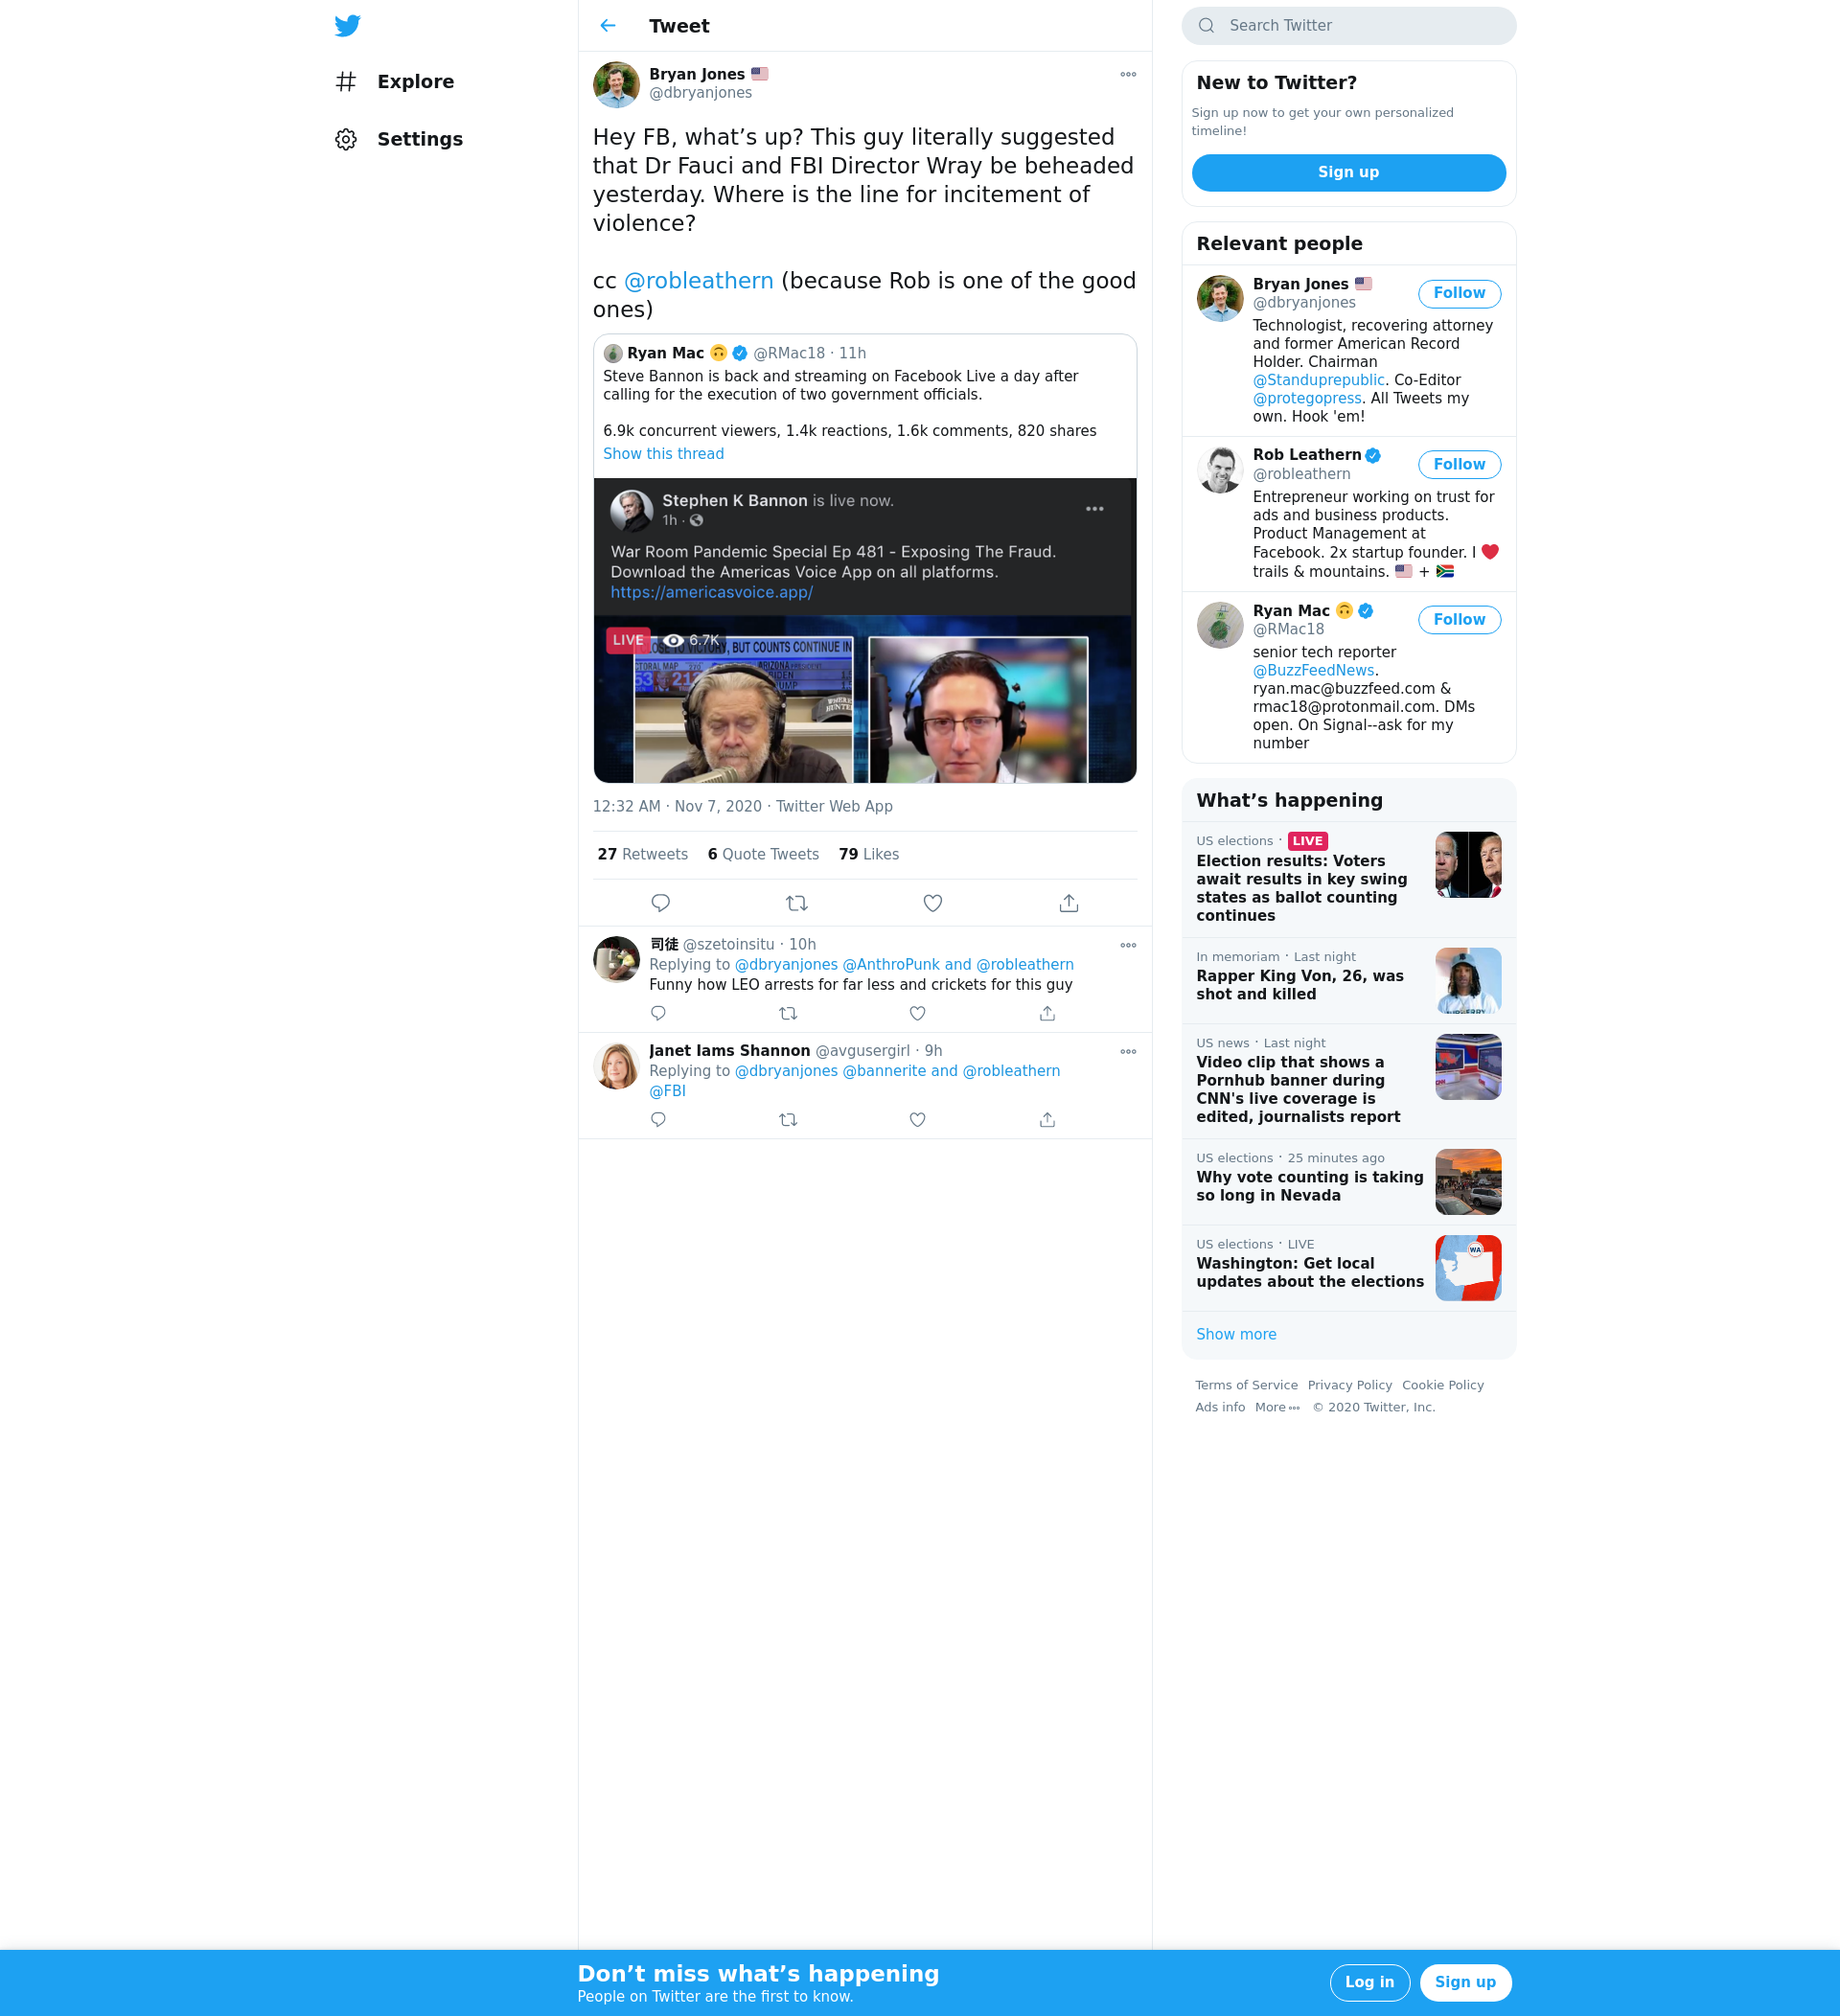 Explore
Settings
Tweet
Bryan Jones
@dbryanjones
Hey FB, what’s up? This guy literally suggested
that Dr Fauci and FBI Director Wray be beheaded
yesterday. Where is the line for incitement of
violence?
cc @robleathern (because Rob is one of the good
ones)
Ryan Mac @RMac18 · 11h
Steve Bannon is back and streaming on Facebook Live a day after
calling for the execution of two government officials.
6.9k concurrent viewers, 1.4k reactions, 1.6k comments, 820 shares
Show this thread
Stephen K Bannon is live now.
1h ·
War Room Pandemic Special Ep 481 - Exposing The Fraud.
Download the Americas Voice App on all platforms.
https://americasvoice.app/
LIVE 6.7K
CLOSE TO VICTORY, BUT COUNTS CONTINUE IN
ARIZONA
12:32 AM · Nov 7, 2020 · Twitter Web App
27 Retweets 6 Quote Tweets 79 Likes
司徒 @szetoinsitu · 10h
Replying to @dbryanjones @AnthroPunk and @robleathern
Funny how LEO arrests for far less and crickets for this guy
Janet Iams Shannon @avgusergirl · 9h
Replying to @dbryanjones @bannerite and @robleathern
@FBI
Search Twitter
New to Twitter?
Sign up now to get your own personalized
timeline!
Sign up
Relevant people
Bryan Jones
@dbryanjones
Follow
Technologist, recovering attorney
and former American Record
Holder. Chairman
@Standuprepublic. Co-Editor
@protegopress. All Tweets my
own. Hook 'em!
Rob Leathern
@robleathern
Follow
Entrepreneur working on trust for
ads and business products.
Product Management at
Facebook. 2x startup founder. I ❤️
trails & mountains. 🇺🇸 + 🇿🇦
Ryan Mac
@RMac18
Follow
senior tech reporter
@BuzzFeedNews.
ryan.mac@buzzfeed.com &
rmac18@protonmail.com. DMs
open. On Signal--ask for my
number
What’s happening
US elections · LIVE
Election results: Voters
await results in key swing
states as ballot counting
continues
In memoriam · Last night
Rapper King Von, 26, was
shot and killed
US news · Last night
Video clip that shows a
Pornhub banner during
CNN's live coverage is
edited, journalists report
US elections · 25 minutes ago
Why vote counting is taking
so long in Nevada
US elections · LIVE
Washington: Get local
updates about the elections
WA
Show more
Terms of Service Privacy Policy Cookie Policy
Ads info More © 2020 Twitter, Inc.
Don’t miss what’s happening
People on Twitter are the first to know.
Log in
Sign up